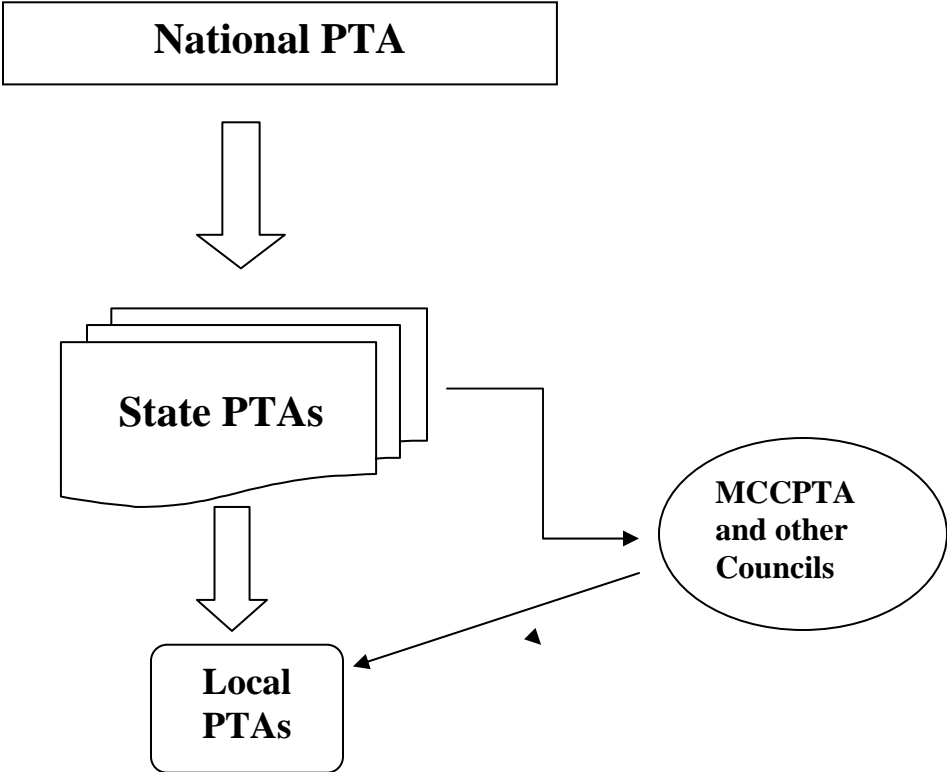 National PTA
State PTAs
MCCPTA
and other
Councils
Local
PTAs